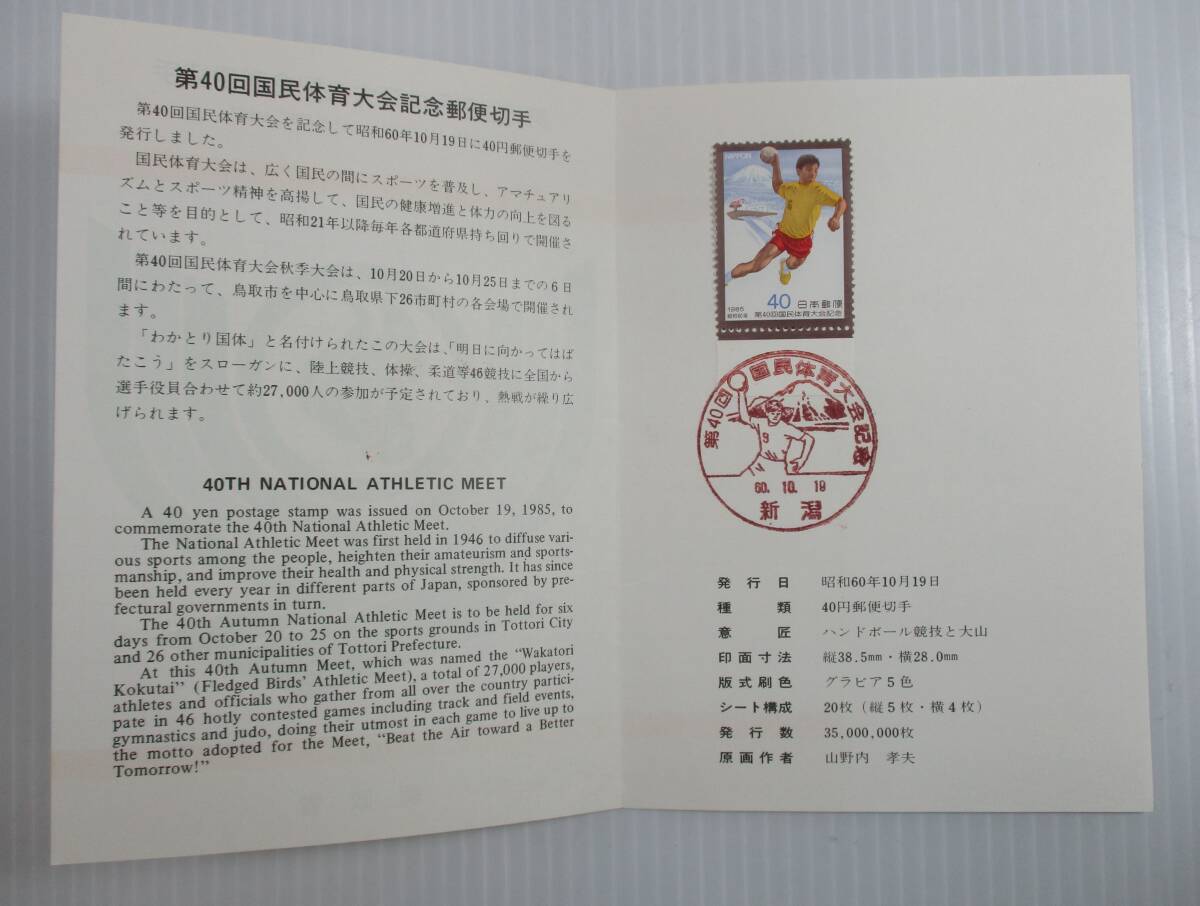 第40回国民体育大会記念郵便切手
第40回国民体育大会を記念して昭和60年10月19日に40円郵便切手を
発行しました。
国民体育大会は、広く国民の間にスポーツを普及し、アマチュアリ
ズムとスポーツ精神を高揚して、国民の健康増進と体力の向上を図る
こと等を目的として、昭和21年以降毎年各都道府県持ち回りで開催さ
れています。
第40回国民体育大会秋季大会は、10月20日から10月25日までの6日
間にわたって、鳥取市を中心に鳥取県下26市町村の各会場で開催され
ます。
「わかとり国体」と名付けられたこの大会は、「明日に向かってはば
たこう」をスローガンに、陸上競技、体操、柔道等46競技に全国から
選手役員合わせて約27,000人の参加が予定されており、熱戦が繰り広
げられます。
40TH NATIONAL ATHLETIC MEET
A 40 yen postage stamp was issued on October 19, 1985, to
commemorate the 40th National Athletic Meet.
The National Athletic Meet was first held in 1946 to diffuse vari-
ous sports among the people, heighten their amateurism and sports-
manship, and improve their health and physical strength. It has since
been held every year in different parts of Japan, sponsored by pre-
fectural governments in turn.
The 40th Autumn National Athletic Meet is to be held for six
days from October 20 to 25 on the sports grounds in Tottori City
and 26 other municipalities of Tottori Prefecture.
At this 40th Autumn Meet, which was named the "Wakatori
Kokutai" (Fledged Birds' Athletic Meet), a total of 27,000 players,
athletes and officials who gather from all over the country partici-
pate in 46 hotly contested games including track and field events,
gymnastics and judo, doing their utmost in each game to live up to
the motto adopted for the Meet, "Beat the Air toward a Better
Tomorrow!"
NIPPON
1985
昭和60年
40 日本郵便
第40回国民体育大会記念
第40回国民体育大会記念
9
60.10.19
新潟
発行日 昭和60年10月19日
種類 40円郵便切手
意匠 ハンドボール競技と大山
印面寸法 縦38.5mm・横28.0mm
版式刷色 グラビア5色
シート構成 20枚(縦5枚・横4枚)
発行数 35,000,000枚
原画作者 山野内 孝夫